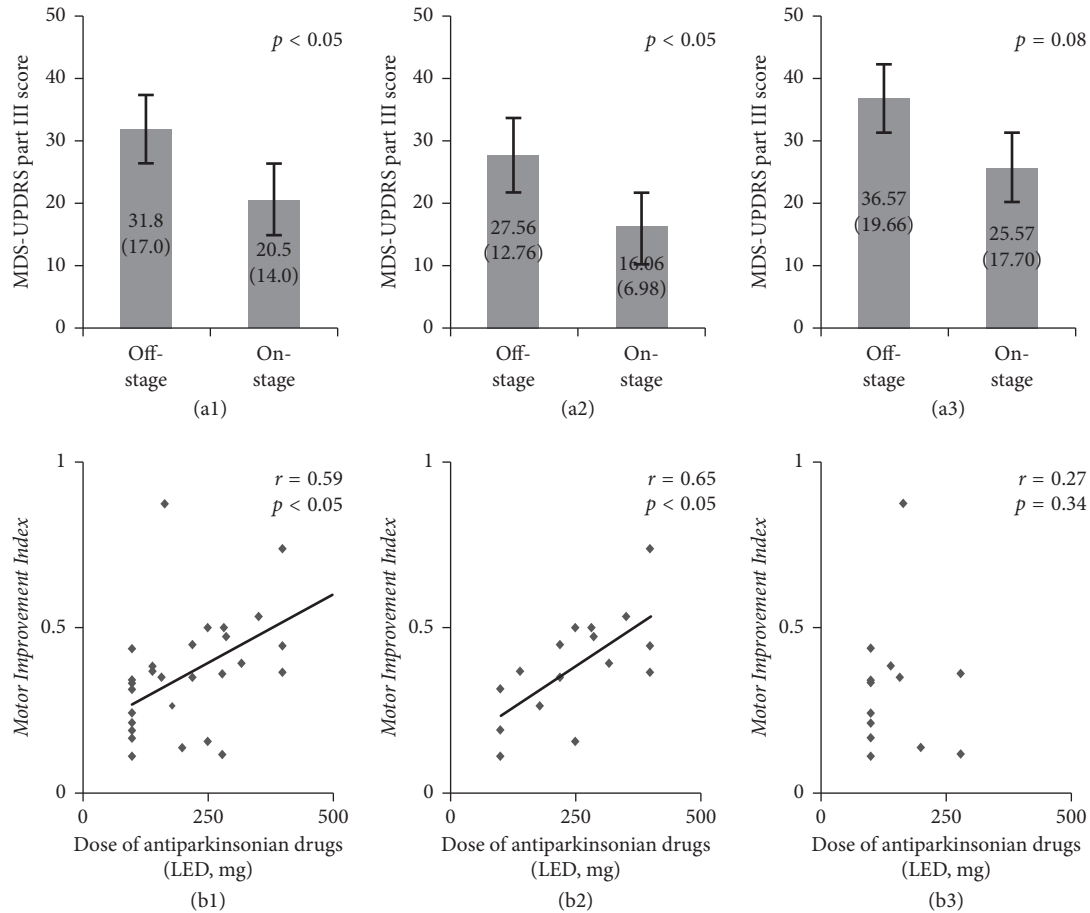 MDS-UPDRS part III score
50
40
30
20
10
0
p < 0.05
31.8
(17.0)
20.5
(14.0)
Off-
stage
On-
stage
(a1)
MDS-UPDRS part III score
50
40
30
20
10
0
p < 0.05
27.56
(12.76)
16.06
(6.98)
Off-
stage
On-
stage
(a2)
MDS-UPDRS part III score
50
40
30
20
10
0
p = 0.08
36.57
(19.66)
25.57
(17.70)
Off-
stage
On-
stage
(a3)
Motor Improvement Index
1
0.5
0
r = 0.59
p < 0.05
0
250
500
Dose of antiparkinsonian drugs
(LED, mg)
(b1)
Motor Improvement Index
1
0.5
0
r = 0.65
p < 0.05
0
250
500
Dose of antiparkinsonian drugs
(LED, mg)
(b2)
Motor Improvement Index
1
0.5
0
r = 0.27
p = 0.34
0
250
500
Dose of antiparkinsonian drugs
(LED, mg)
(b3)